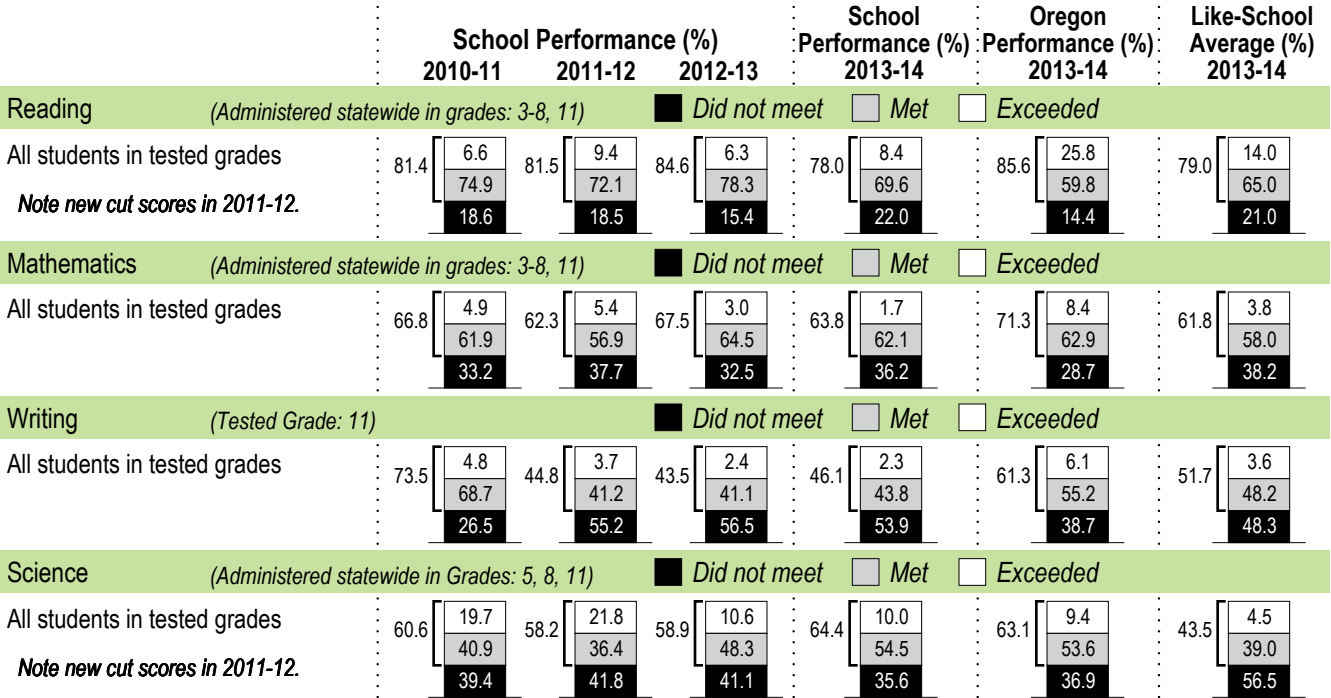 School Performance (%)
2010-11 2011-12 2012-13
School
Performance (%)
2013-14
Oregon
Performance (%)
2013-14
Like-School
Average (%)
2013-14
Reading (Administered statewide in grades: 3-8, 11) Did not meet Met Exceeded
All students in tested grades
Note new cut scores in 2011-12.
81.4 6.6 74.9 18.6
81.5 9.4 72.1 18.5
84.6 6.3 78.3 15.4
78.0 8.4 69.6 22.0
85.6 25.8 59.8 14.4
79.0 14.0 65.0 21.0
Mathematics (Administered statewide in grades: 3-8, 11) Did not meet Met Exceeded
All students in tested grades
66.8 4.9 61.9 33.2
62.3 5.4 56.9 37.7
67.5 3.0 64.5 32.5
63.8 1.7 62.1 36.2
71.3 8.4 62.9 28.7
61.8 3.8 58.0 38.2
Writing (Tested Grade: 11) Did not meet Met Exceeded
All students in tested grades
73.5 4.8 68.7 26.5
44.8 3.7 41.2 55.2
43.5 2.4 41.1 56.5
46.1 2.3 43.8 53.9
61.3 6.1 55.2 38.7
51.7 3.6 48.2 48.3
Science (Administered statewide in Grades: 5, 8, 11) Did not meet Met Exceeded
All students in tested grades
Note new cut scores in 2011-12.
60.6 19.7 40.9 39.4
58.2 21.8 36.4 41.8
58.9 10.6 48.3 41.1
64.4 10.0 54.5 35.6
63.1 9.4 53.6 36.9
43.5 4.5 39.0 56.5